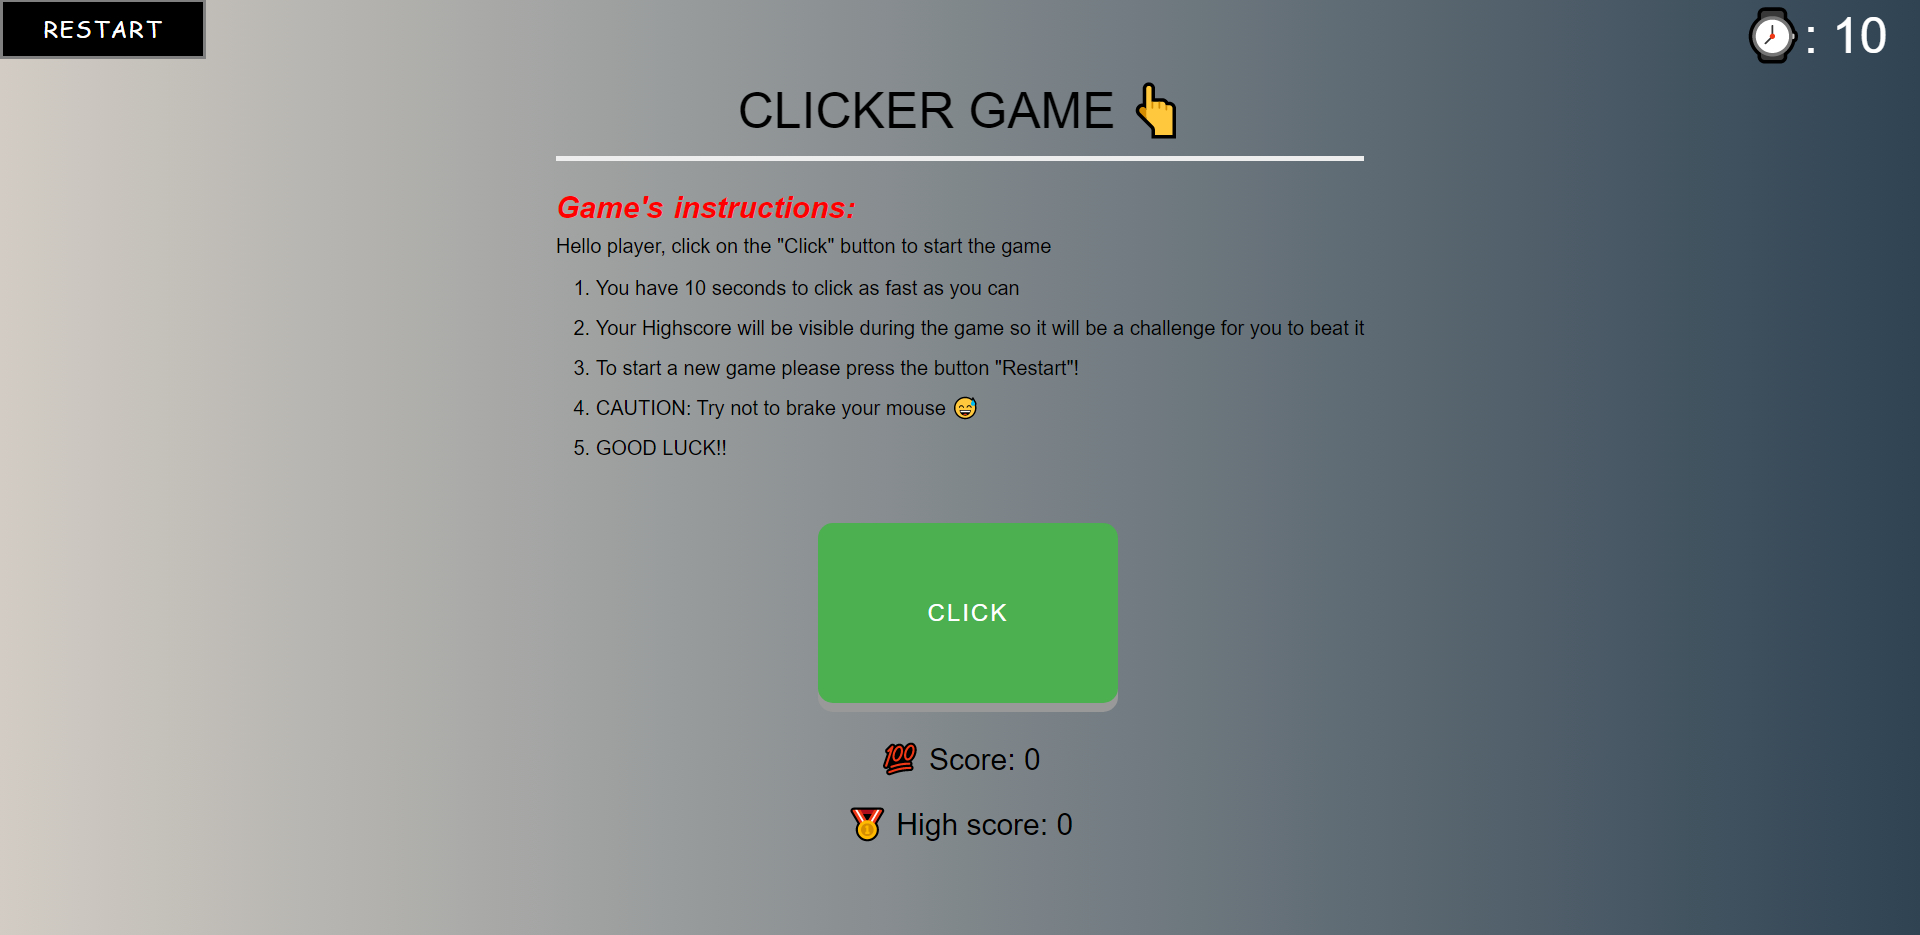 RESTART
⌚: 10
CLICKER GAME 👆
Game's instructions:
Hello player, click on the "Click" button to start the game
1. You have 10 seconds to click as fast as you can
2. Your Highscore will be visible during the game so it will be a challenge for you to beat it
3. To start a new game please press the button "Restart"!
4. CAUTION: Try not to brake your mouse 😅
5. GOOD LUCK!!
CLICK
💯 Score: 0
🏅 High score: 0